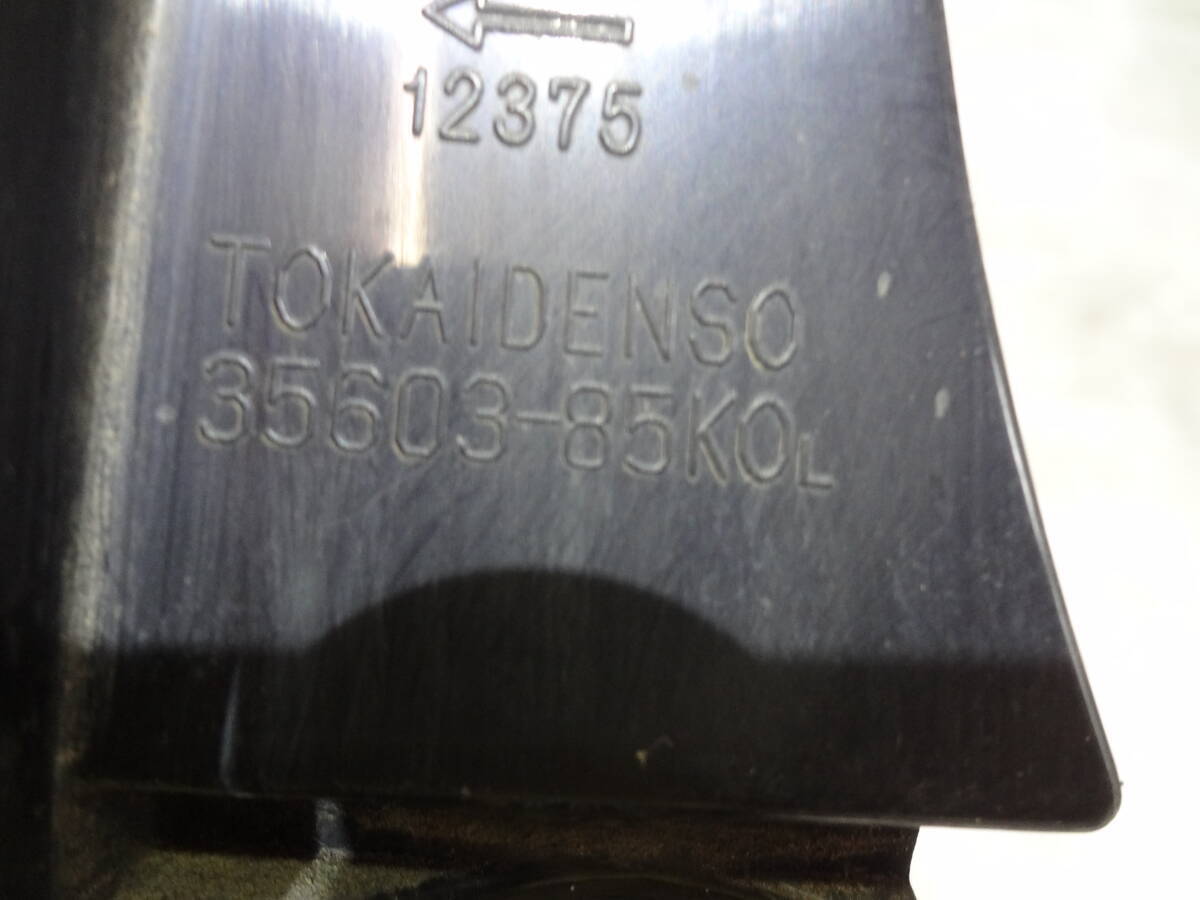 ←
12375
TOKAIDENSO
35603-85K0L